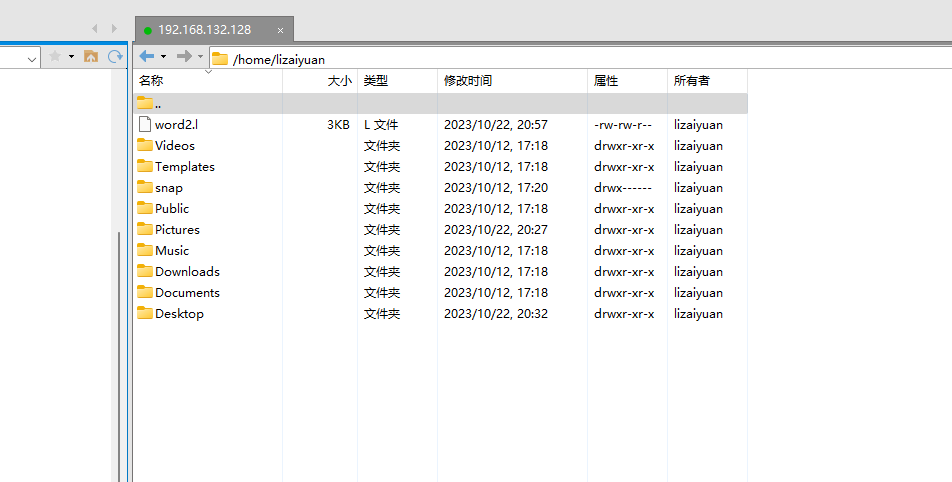 192.168.132.128 ×
/home/lizaiyuan
名称 大小 类型 修改时间 属性 所有者
..
word2.l 3KB L 文件 2023/10/22, 20:57 -rw-rw-r-- lizaiyuan
Videos 文件夹 2023/10/12, 17:18 drwxr-xr-x lizaiyuan
Templates 文件夹 2023/10/12, 17:18 drwxr-xr-x lizaiyuan
snap 文件夹 2023/10/12, 17:20 drwx------ lizaiyuan
Public 文件夹 2023/10/12, 17:18 drwxr-xr-x lizaiyuan
Pictures 文件夹 2023/10/22, 20:27 drwxr-xr-x lizaiyuan
Music 文件夹 2023/10/12, 17:18 drwxr-xr-x lizaiyuan
Downloads 文件夹 2023/10/12, 17:18 drwxr-xr-x lizaiyuan
Documents 文件夹 2023/10/12, 17:18 drwxr-xr-x lizaiyuan
Desktop 文件夹 2023/10/22, 20:32 drwxr-xr-x lizaiyuan